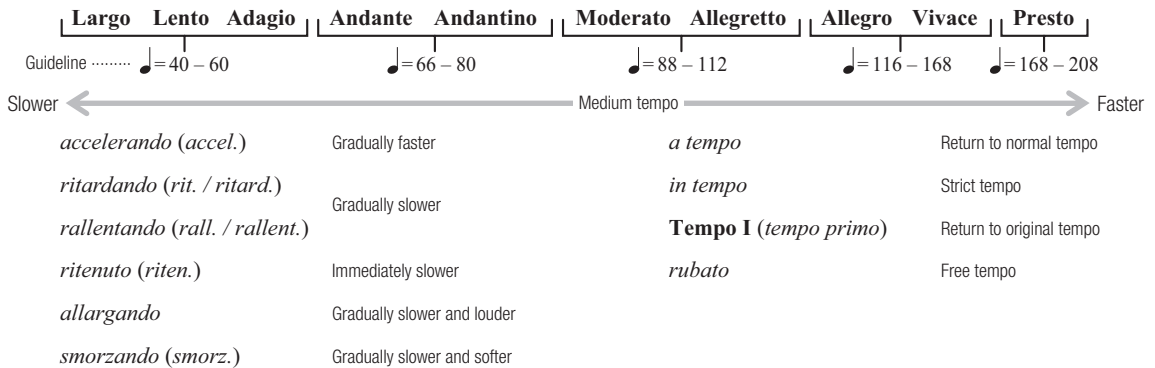 Largo Lento Adagio Andante Andantino Moderato Allegretto Allegro Vivace Presto
Guideline ········· ♩= 40 – 60 ♩= 66 – 80 ♩= 88 – 112 ♩= 116 – 168 ♩= 168 – 208
Slower Medium tempo Faster
accelerando (accel.) Gradually faster a tempo Return to normal tempo
ritardando (rit. / ritard.) in tempo Strict tempo
Gradually slower
rallentando (rall. / rallent.) Tempo I (tempo primo) Return to original tempo
ritenuto (riten.) Immediately slower rubato Free tempo
allargando Gradually slower and louder
smorzando (smorz.) Gradually slower and softer